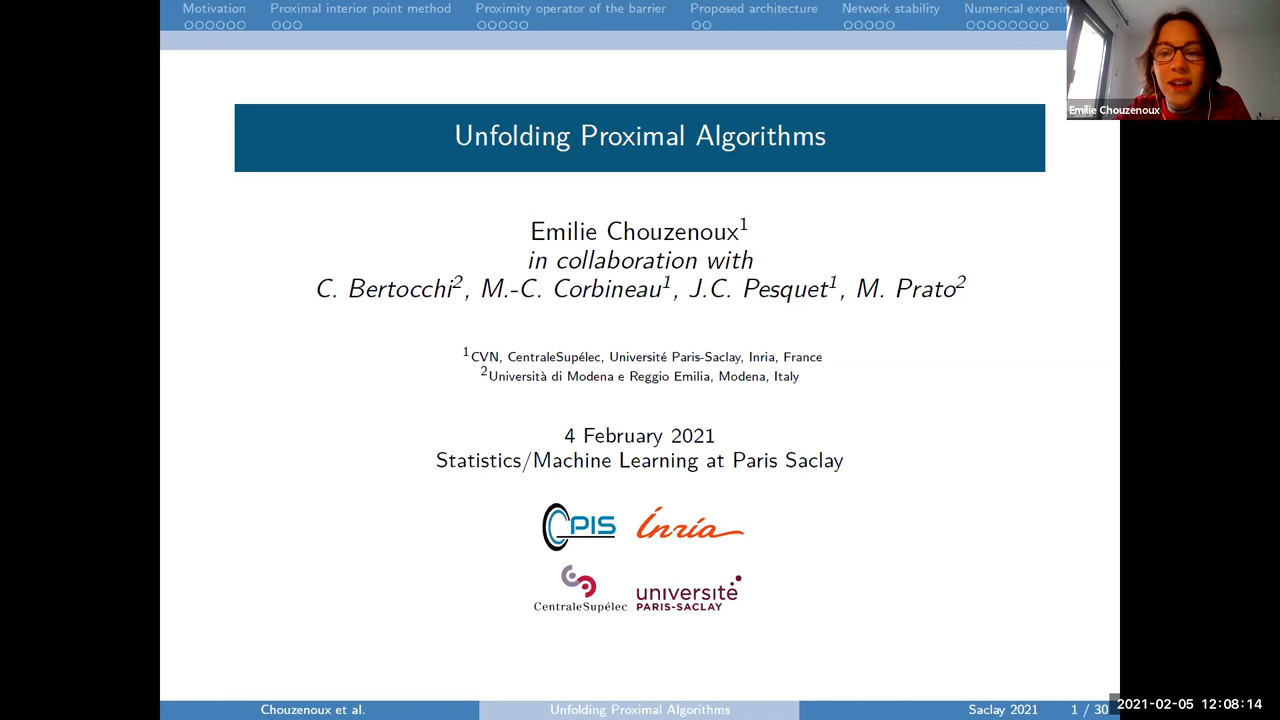 Motivation Proximal interior point method Proximity operator of the barrier Proposed architecture Network stability Numerical experim
Emilie Chouzenoux
Unfolding Proximal Algorithms
Emilie Chouzenoux1
in collaboration with
C. Bertocchi2, M.-C. Corbineau1, J.C. Pesquet1, M. Prato2
1CVN, CentraleSupélec, Université Paris-Saclay, Inria, France
2Università di Modena e Reggio Emilia, Modena, Italy
4 February 2021
Statistics/Machine Learning at Paris Saclay
OPIS Inria
CentraleSupélec université
PARIS-SACLAY
Chouzenoux et al. Unfolding Proximal Algorithms Saclay 2021 1 / 30
2021-02-05 12:08:14